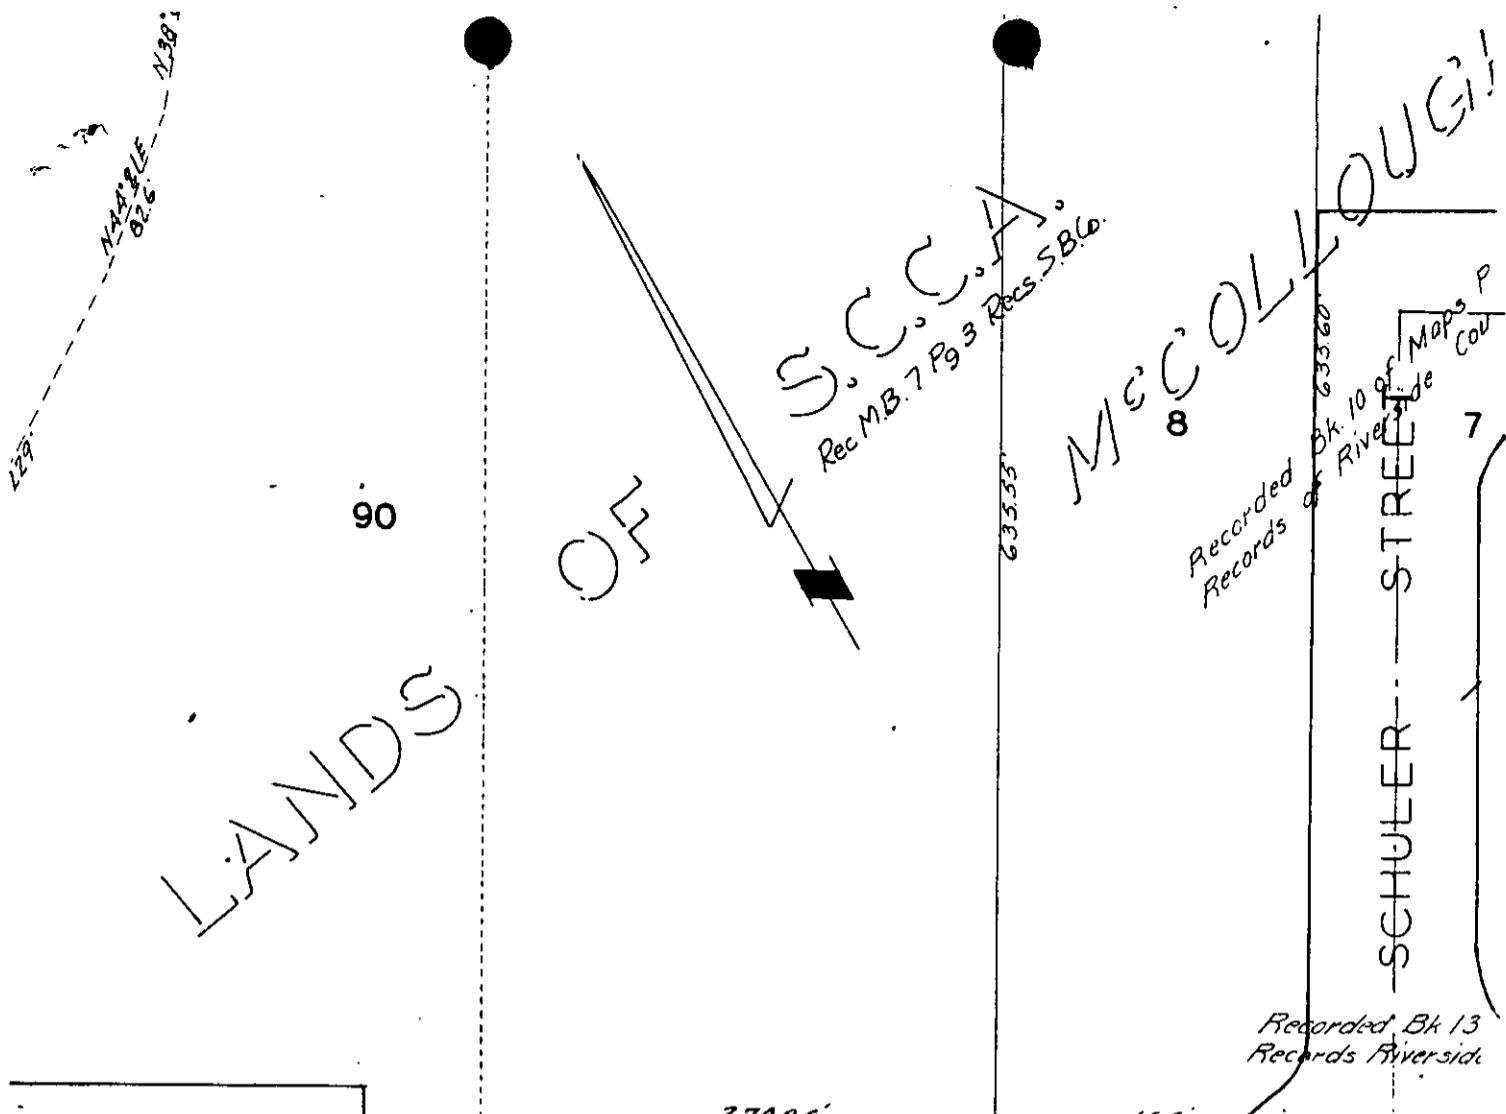 N38°
N44°
82.6'
129'
LANDS OF S.C.C.A.
Rec M.B. 7 Pg 3 Recs. S.B.Co.
90
McCOLLOUGH
8
633.55'
633.60'
Recorded Bk. 10 of Maps P
Records of Riverside Cou
7
SCHULER STREET
Recorded Bk 13
Records Riverside